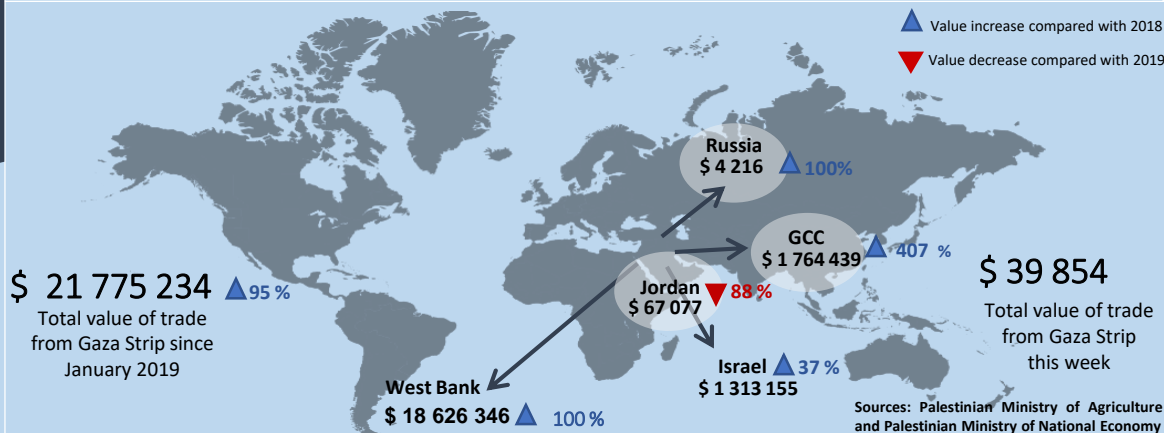 Value increase compared with 2018
Value decrease compared with 2019
Russia
$ 4 216
100%
GCC
$ 1 764 439
407 %
$ 21 775 234
95 %
Total value of trade
from Gaza Strip since
January 2019
Jordan
$ 67 077
88 %
$ 39 854
Total value of trade
from Gaza Strip
this week
Israel
37 %
$ 1 313 155
West Bank
$ 18 626 346
100 %
Sources: Palestinian Ministry of Agriculture
and Palestinian Ministry of National Economy